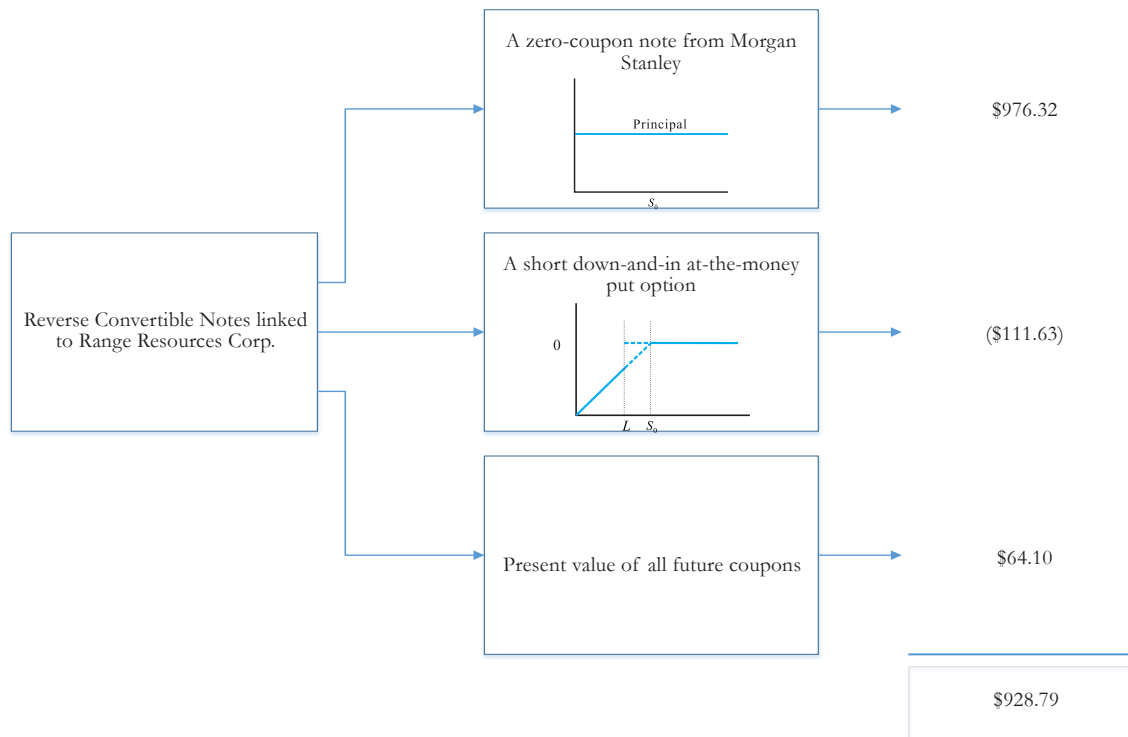 A zero-coupon note from Morgan
Stanley
Principal
S₀
$976.32
Reverse Convertible Notes linked
to Range Resources Corp.
A short down-and-in at-the-money
put option
0
L S₀
($111.63)
Present value of all future coupons
$64.10
$928.79